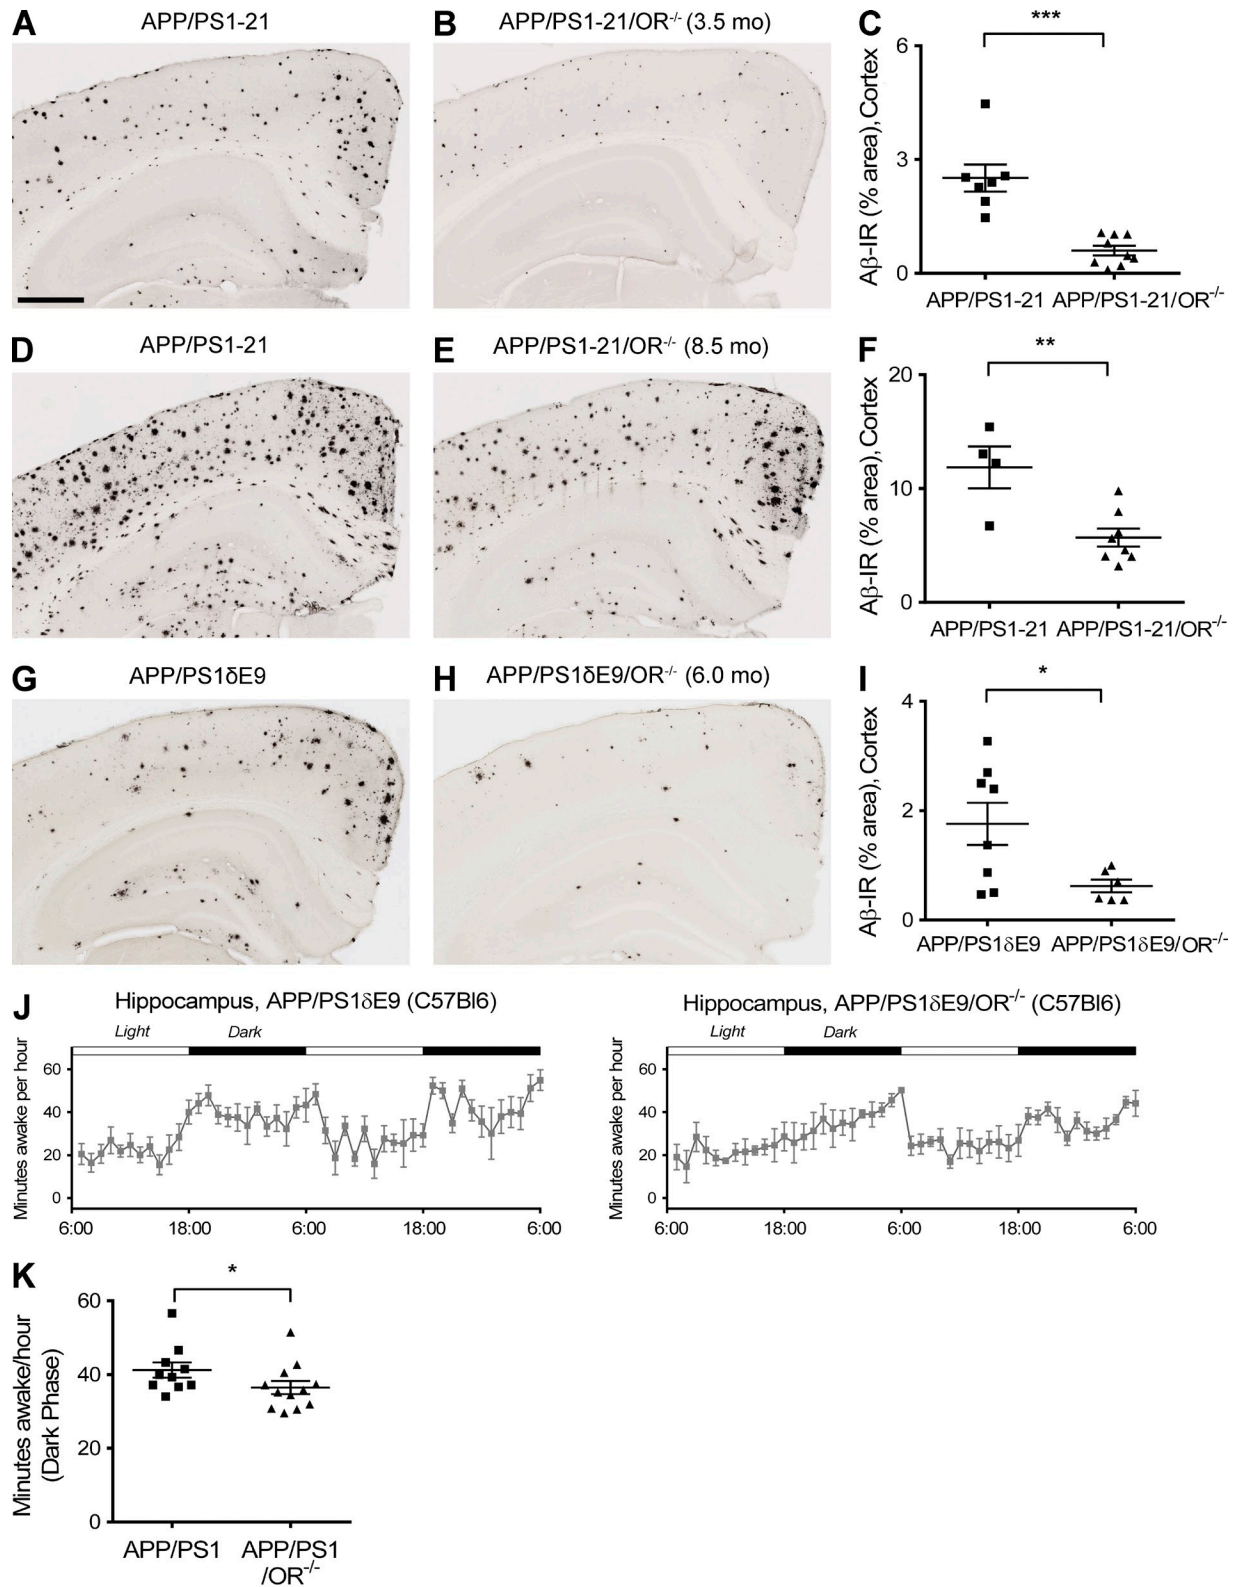 A APP/PS1-21
B APP/PS1-21/OR-/- (3.5 mo)
C ***
Aβ-IR (% area), Cortex
6
3
0
APP/PS1-21 APP/PS1-21/OR-/-
D APP/PS1-21
E APP/PS1-21/OR-/- (8.5 mo)
F **
Aβ-IR (% area), Cortex
20
10
0
APP/PS1-21 APP/PS1-21/OR-/-
G APP/PS1δE9
H APP/PS1δE9/OR-/- (6.0 mo)
I *
Aβ-IR (% area), Cortex
4
2
0
APP/PS1δE9 APP/PS1δE9/OR-/-
J Hippocampus, APP/PS1δE9 (C57Bl6)
Light Dark
Minutes awake per hour
60
40
20
0
6:00 18:00 6:00 18:00 6:00
Hippocampus, APP/PS1δE9/OR-/- (C57Bl6)
Light Dark
Minutes awake per hour
60
40
20
0
6:00 18:00 6:00 18:00 6:00
K *
Minutes awake/hour
(Dark Phase)
60
40
20
0
APP/PS1 APP/PS1
/OR-/-